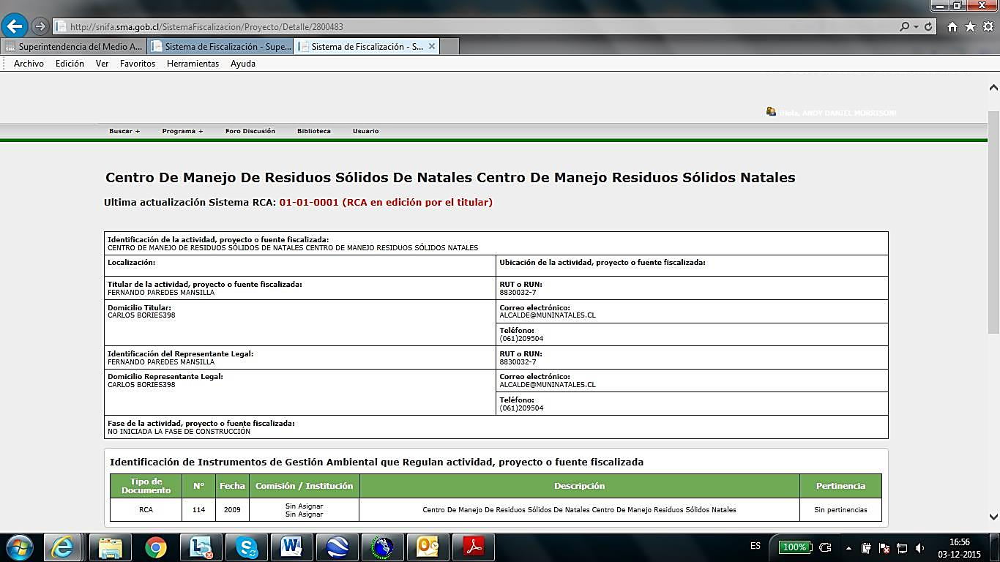 http://snifa.sma.gob.cl/SistemaFiscalizacion/Proyecto/Detalle/2800483
Superintendencia del Medio A... Sistema de Fiscalización - Supe... Sistema de Fiscalización - S...
Archivo Edición Ver Favoritos Herramientas Ayuda
¡Hola, ANDY DANIEL MORRISON!
Buscar + Programa + Foro Discusión Biblioteca Usuario
Centro De Manejo De Residuos Sólidos De Natales Centro De Manejo Residuos Sólidos Natales
Ultima actualización Sistema RCA: 01-01-0001 (RCA en edición por el titular)
Identificación de la actividad, proyecto o fuente fiscalizada:
CENTRO DE MANEJO DE RESIDUOS SÓLIDOS DE NATALES CENTRO DE MANEJO RESIDUOS SÓLIDOS NATALES
Localización: Ubicación de la actividad, proyecto o fuente fiscalizada:
Titular de la actividad, proyecto o fuente fiscalizada: RUT o RUN:
FERNANDO PAREDES MANSILLA 8830032-7
Domicilio Titular: Correo electrónico:
CARLOS BORIES398 ALCALDE@MUNINATALES.CL
Teléfono:
(061)209504
Identificación del Representante Legal: RUT o RUN:
FERNANDO PAREDES MANSILLA 8830032-7
Domicilio Representante Legal: Correo electrónico:
CARLOS BORIES398 ALCALDE@MUNINATALES.CL
Teléfono:
(061)209504
Fase de la actividad, proyecto o fuente fiscalizada:
NO INICIADA LA FASE DE CONSTRUCCIÓN
Identificación de Instrumentos de Gestión Ambiental que Regulan actividad, proyecto o fuente fiscalizada
Tipo de Documento Nº Fecha Comisión / Institución Descripción Pertinencia
RCA 114 2009 Sin Asignar Sin Asignar Centro De Manejo De Residuos Sólidos De Natales Centro De Manejo Residuos Sólidos Natales Sin pertinencias
ES 100% 16:56
03-12-2015